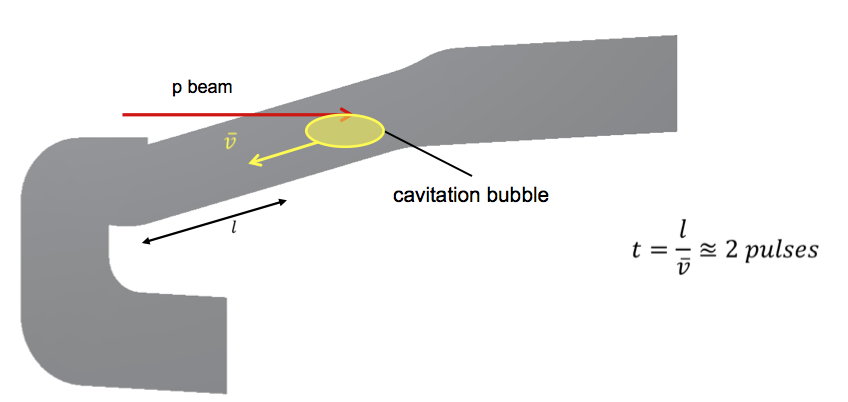 p beam
v̄
cavitation bubble
l
t = l/v̄ ≅ 2 pulses